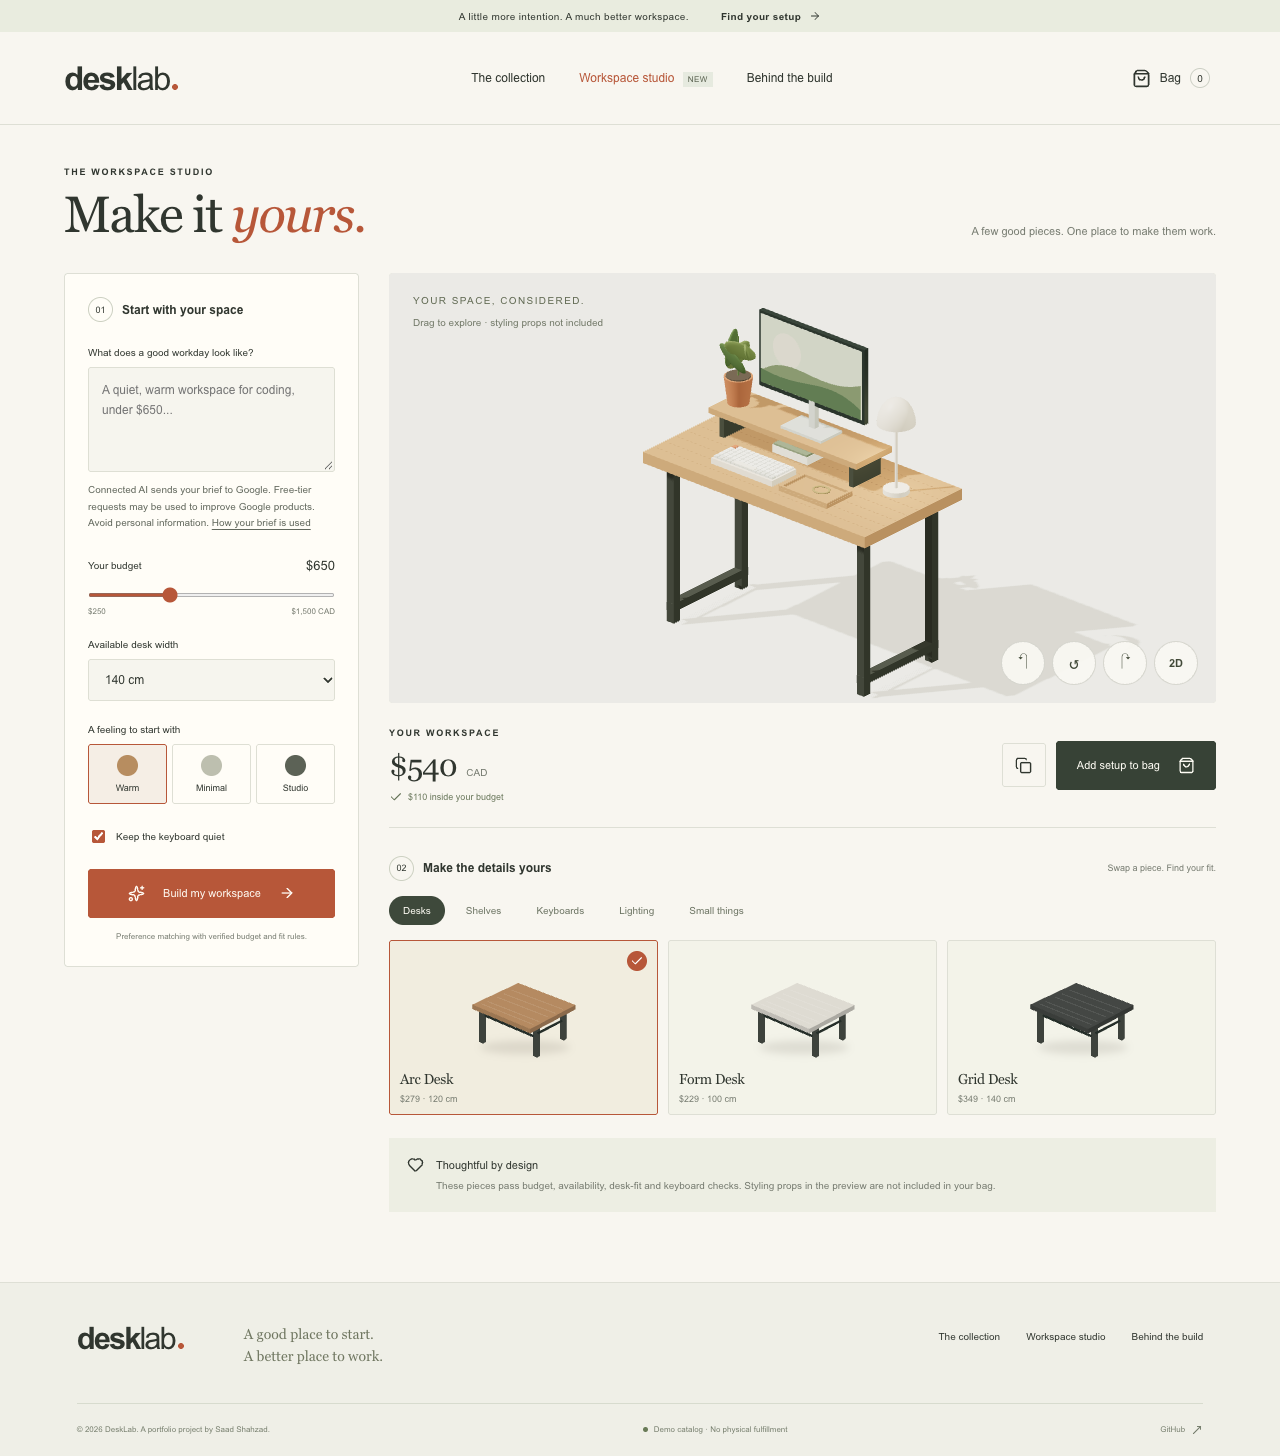 A little more intention. A much better workspace. Find your setup →
desklab.
The collection
Workspace studio NEW
Behind the build
Bag 0
THE WORKSPACE STUDIO
Make it yours.
A few good pieces. One place to make them work.
01 Start with your space
What does a good workday look like?
A quiet, warm workspace for coding,
under $650...
Connected AI sends your brief to Google. Free-tier
requests may be used to improve Google products.
Avoid personal information. How your brief is used
Your budget $650
$250 $1,500 CAD
Available desk width
140 cm
A feeling to start with
Warm Minimal Studio
Keep the keyboard quiet
Build my workspace →
Preference matching with verified budget and fit rules.
YOUR SPACE, CONSIDERED.
Drag to explore · styling props not included
↺ 2D
YOUR WORKSPACE
$540 CAD
$110 inside your budget
Add setup to bag
02 Make the details yours
Swap a piece. Find your fit.
Desks Shelves Keyboards Lighting Small things
Arc Desk
$279 · 120 cm
Form Desk
$229 · 100 cm
Grid Desk
$349 · 140 cm
Thoughtful by design
These pieces pass budget, availability, desk-fit and keyboard checks. Styling props in the preview are not included in your bag.
desklab.
A good place to start.
A better place to work.
The collection Workspace studio Behind the build
© 2026 DeskLab. A portfolio project by Saad Shahzad.
Demo catalog · No physical fulfillment
GitHub ↗